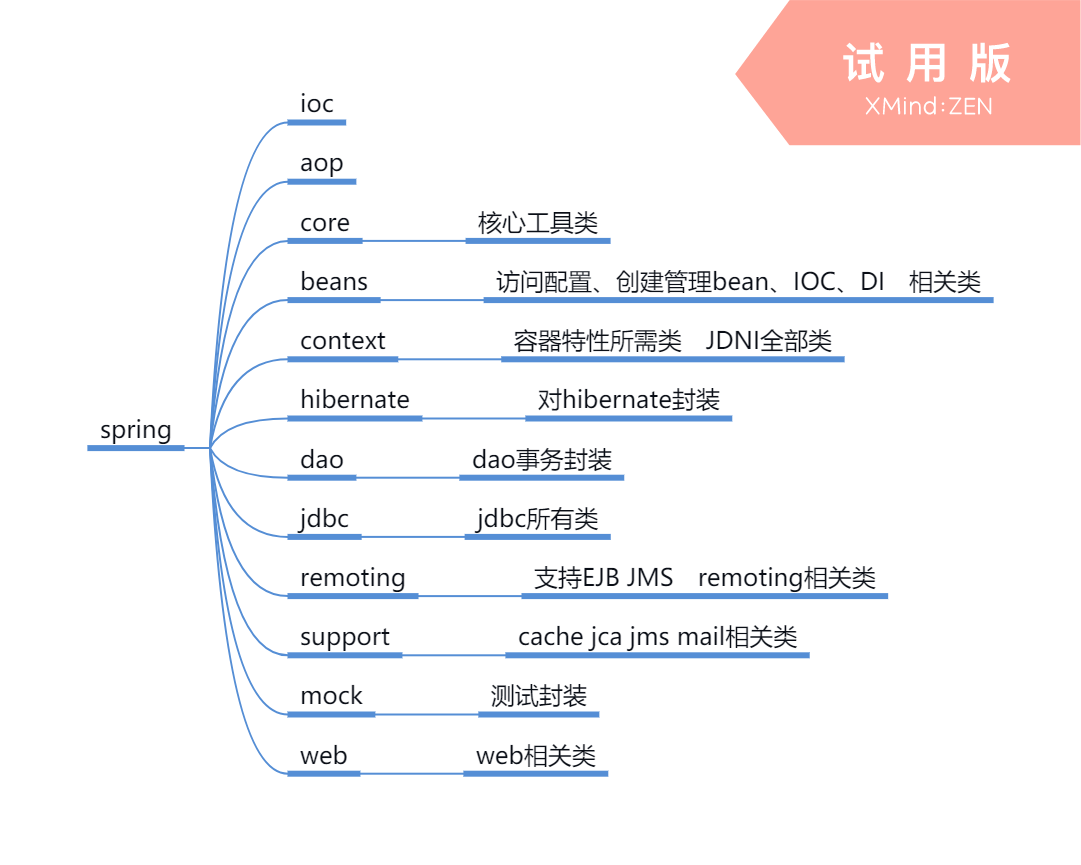 试用版
XMind:ZEN
ioc
aop
core 核心工具类
beans 访问配置、创建管理bean、IOC、DI 相关类
context 容器特性所需类 JDNI全部类
hibernate 对hibernate封装
spring
dao dao事务封装
jdbc jdbc所有类
remoting 支持EJB JMS remoting相关类
support cache jca jms mail相关类
mock 测试封装
web web相关类